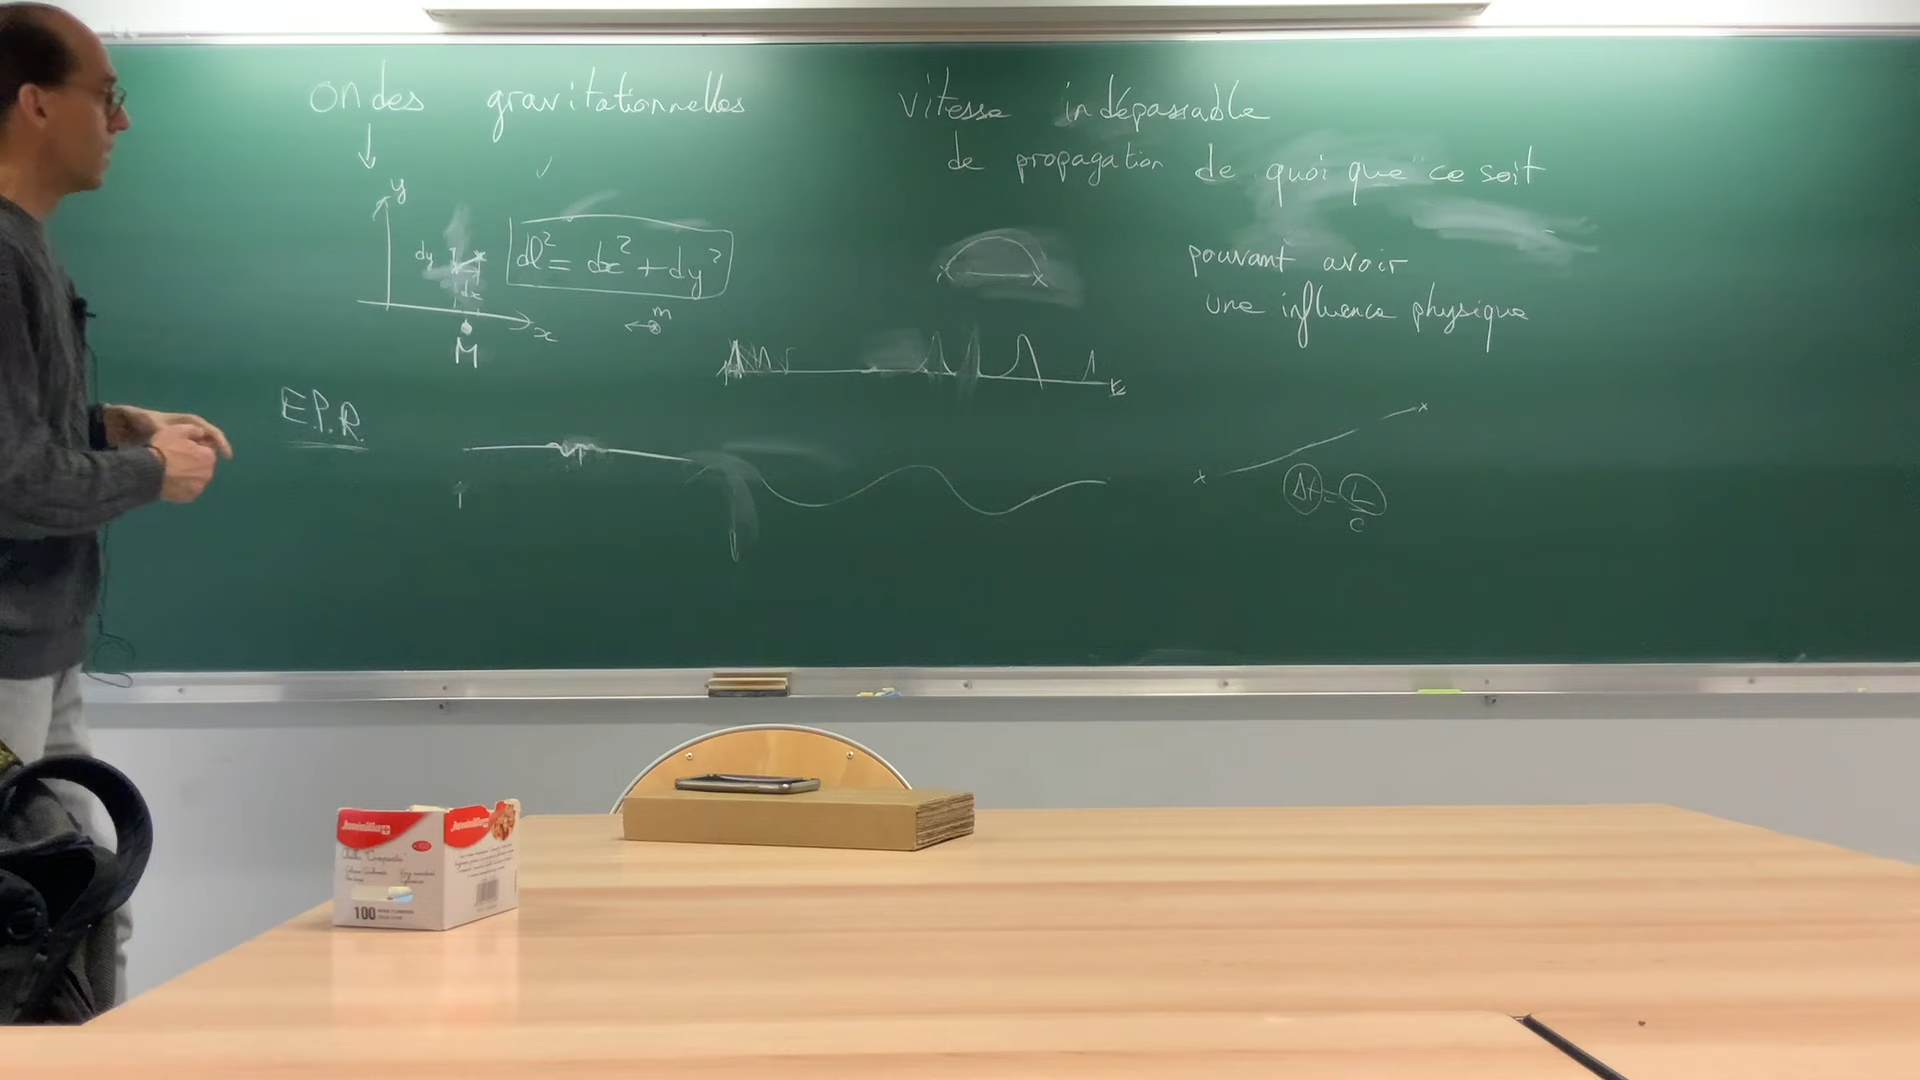 ondes gravitationnelles
vitesse indépassable
de propagation de quoi que ce soit
y
dy
dx
x
M
dl² = dx² + dy²
m
pouvant avoir
une influence physique
E.P.R.
Δt = L/c
100